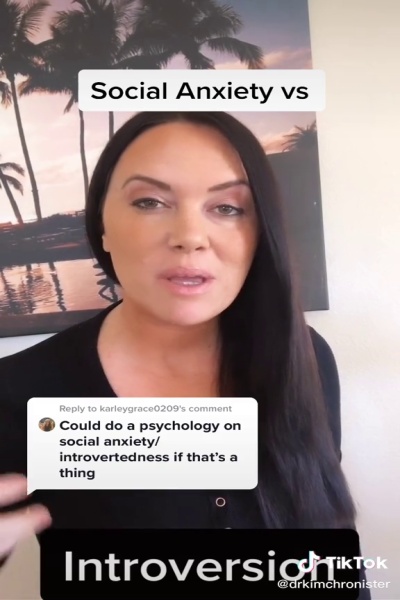 Social Anxiety vs
Reply to karleygrace0209's comment
Could do a psychology on
social anxiety/
introvertedness if that's a
thing
Introversion
TikTok
@drkimchronister